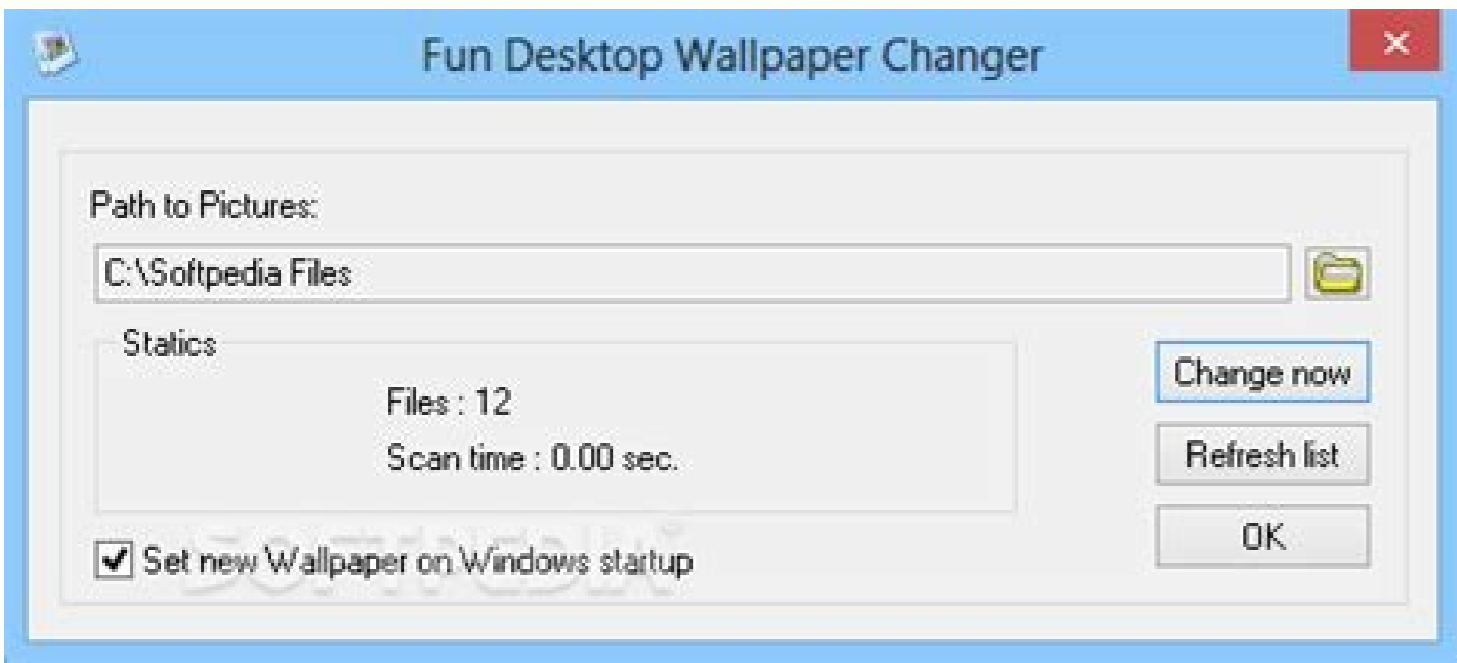 Fun Desktop Wallpaper Changer
Path to Pictures:
C:\Softpedia Files
Statics
Files : 12
Scan time : 0.00 sec.
Change now
Refresh list
OK
SOFTPEDIA
Set new Wallpaper on Windows startup